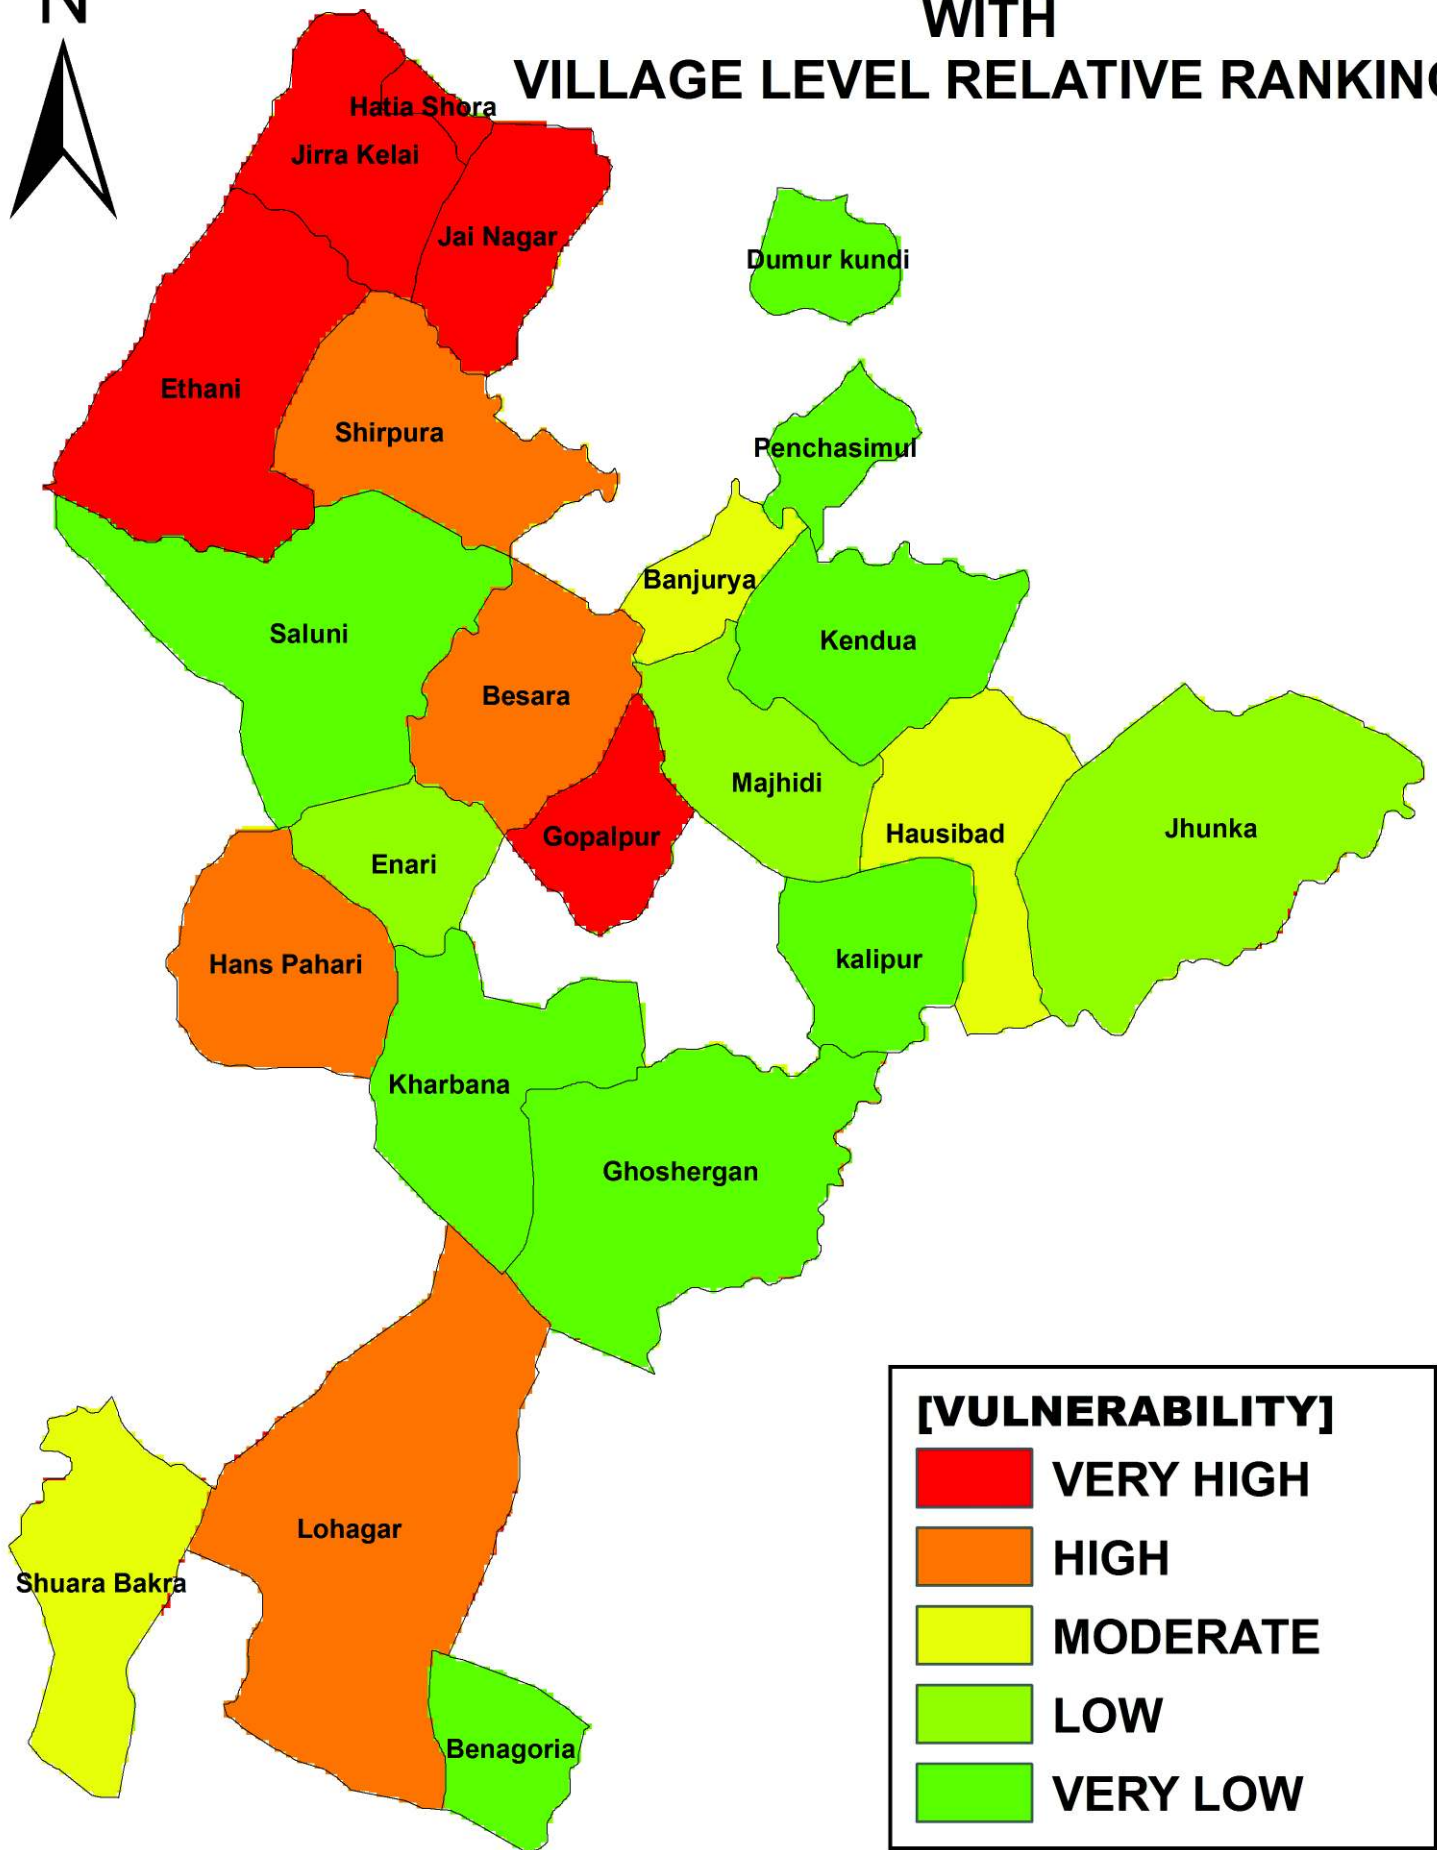 N
WITH
VILLAGE LEVEL RELATIVE RANKING
Hatia Shora
Jirra Kelai
Jai Nagar
Dumur kundi
Ethani
Shirpura
Penchasimul
Banjurya
Saluni
Kendua
Besara
Majhidi
Gopalpur
Hausibad
Jhunka
Enari
Hans Pahari
kalipur
Kharbana
Ghoshergan
Lohagar
Shuara Bakra
Benagoria
[VULNERABILITY]
VERY HIGH
HIGH
MODERATE
LOW
VERY LOW